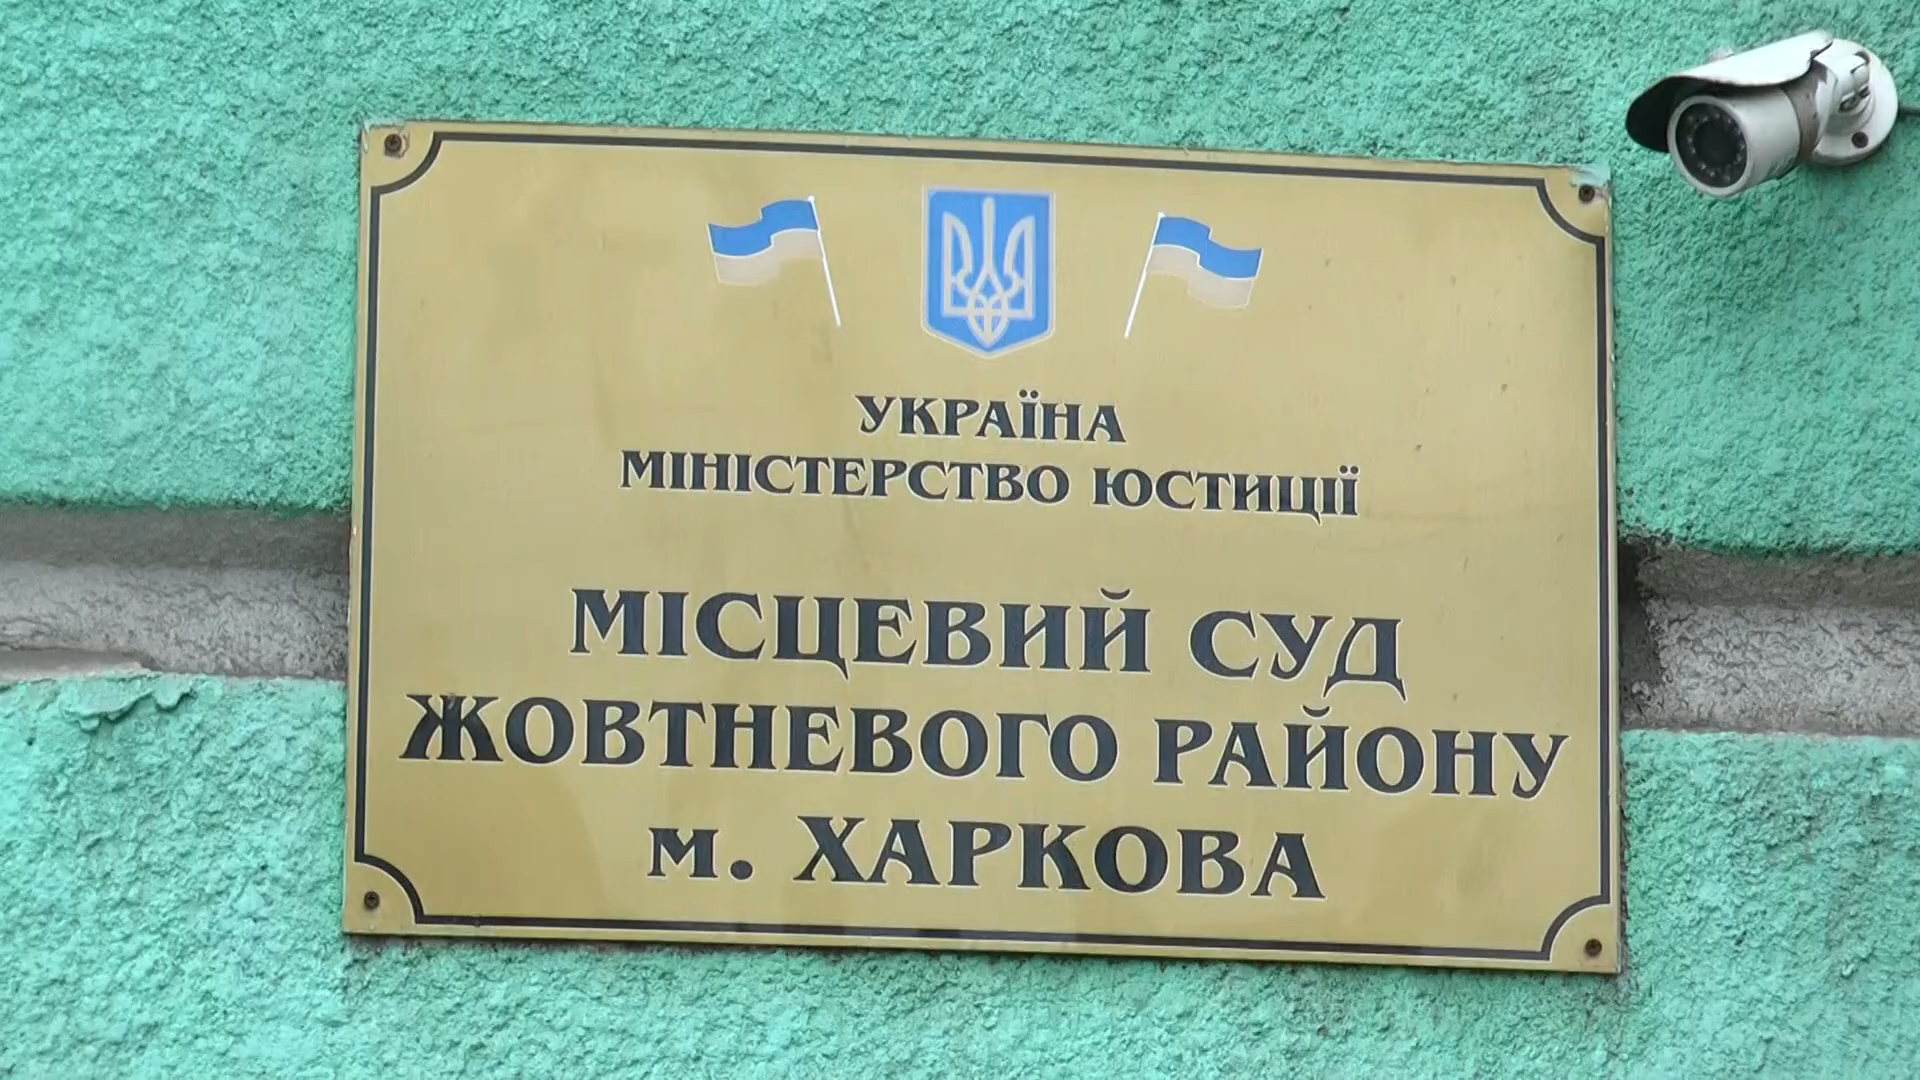 УКРАЇНА
МІНІСТЕРСТВО ЮСТИЦІЇ
МІСЦЕВИЙ СУД
ЖОВТНЕВОГО РАЙОНУ
м. ХАРКОВА